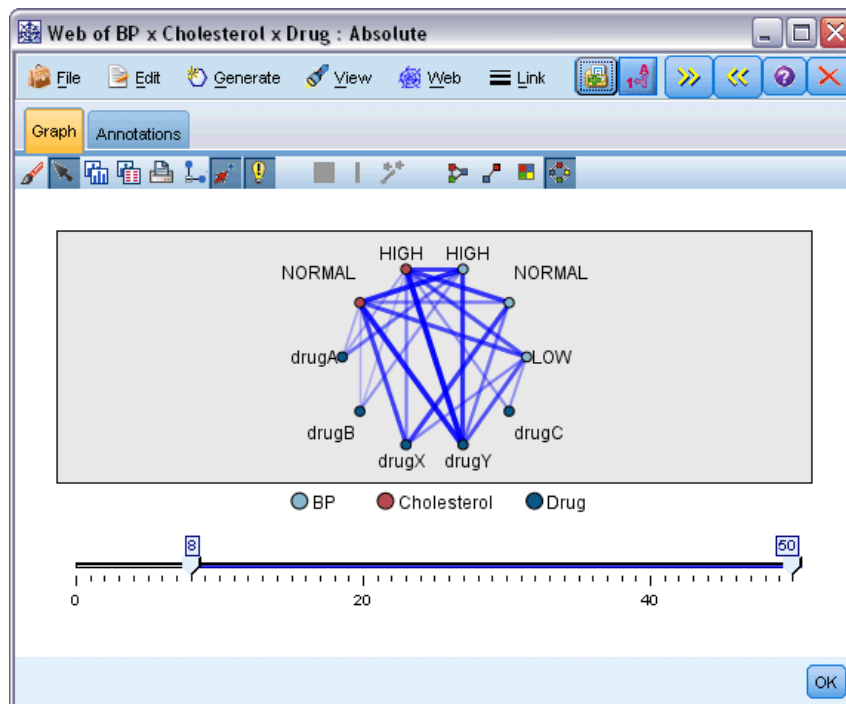 Web of BP x Cholesterol x Drug : Absolute
File Edit Generate View Web Link
Graph Annotations
HIGH HIGH
NORMAL NORMAL
drugA LOW
drugB drugC
drugX drugY
BP Cholesterol Drug
8 50
0 20 40
OK